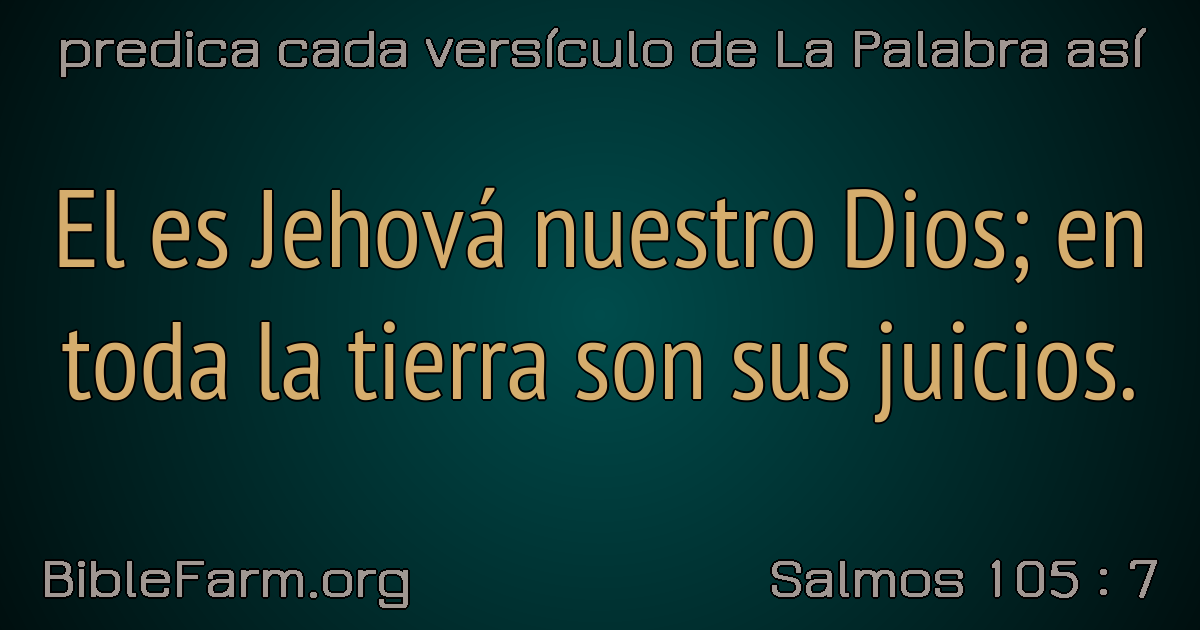 predica cada versículo de La Palabra así
El es Jehová nuestro Dios; en
toda la tierra son sus juicios.
BibleFarm.org
Salmos 105 : 7